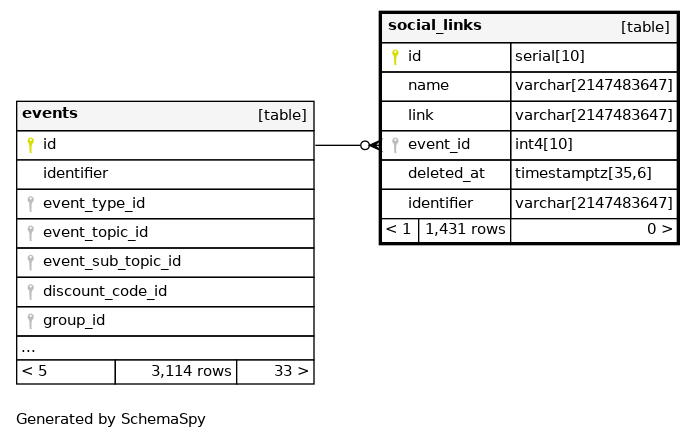 social_links [table]
id serial[10]
name varchar[2147483647]
link varchar[2147483647]
event_id int4[10]
deleted_at timestamptz[35,6]
identifier varchar[2147483647]
< 1 1,431 rows 0 >
events [table]
id
identifier
event_type_id
event_topic_id
event_sub_topic_id
discount_code_id
group_id
...
< 5 3,114 rows 33 >
Generated by SchemaSpy